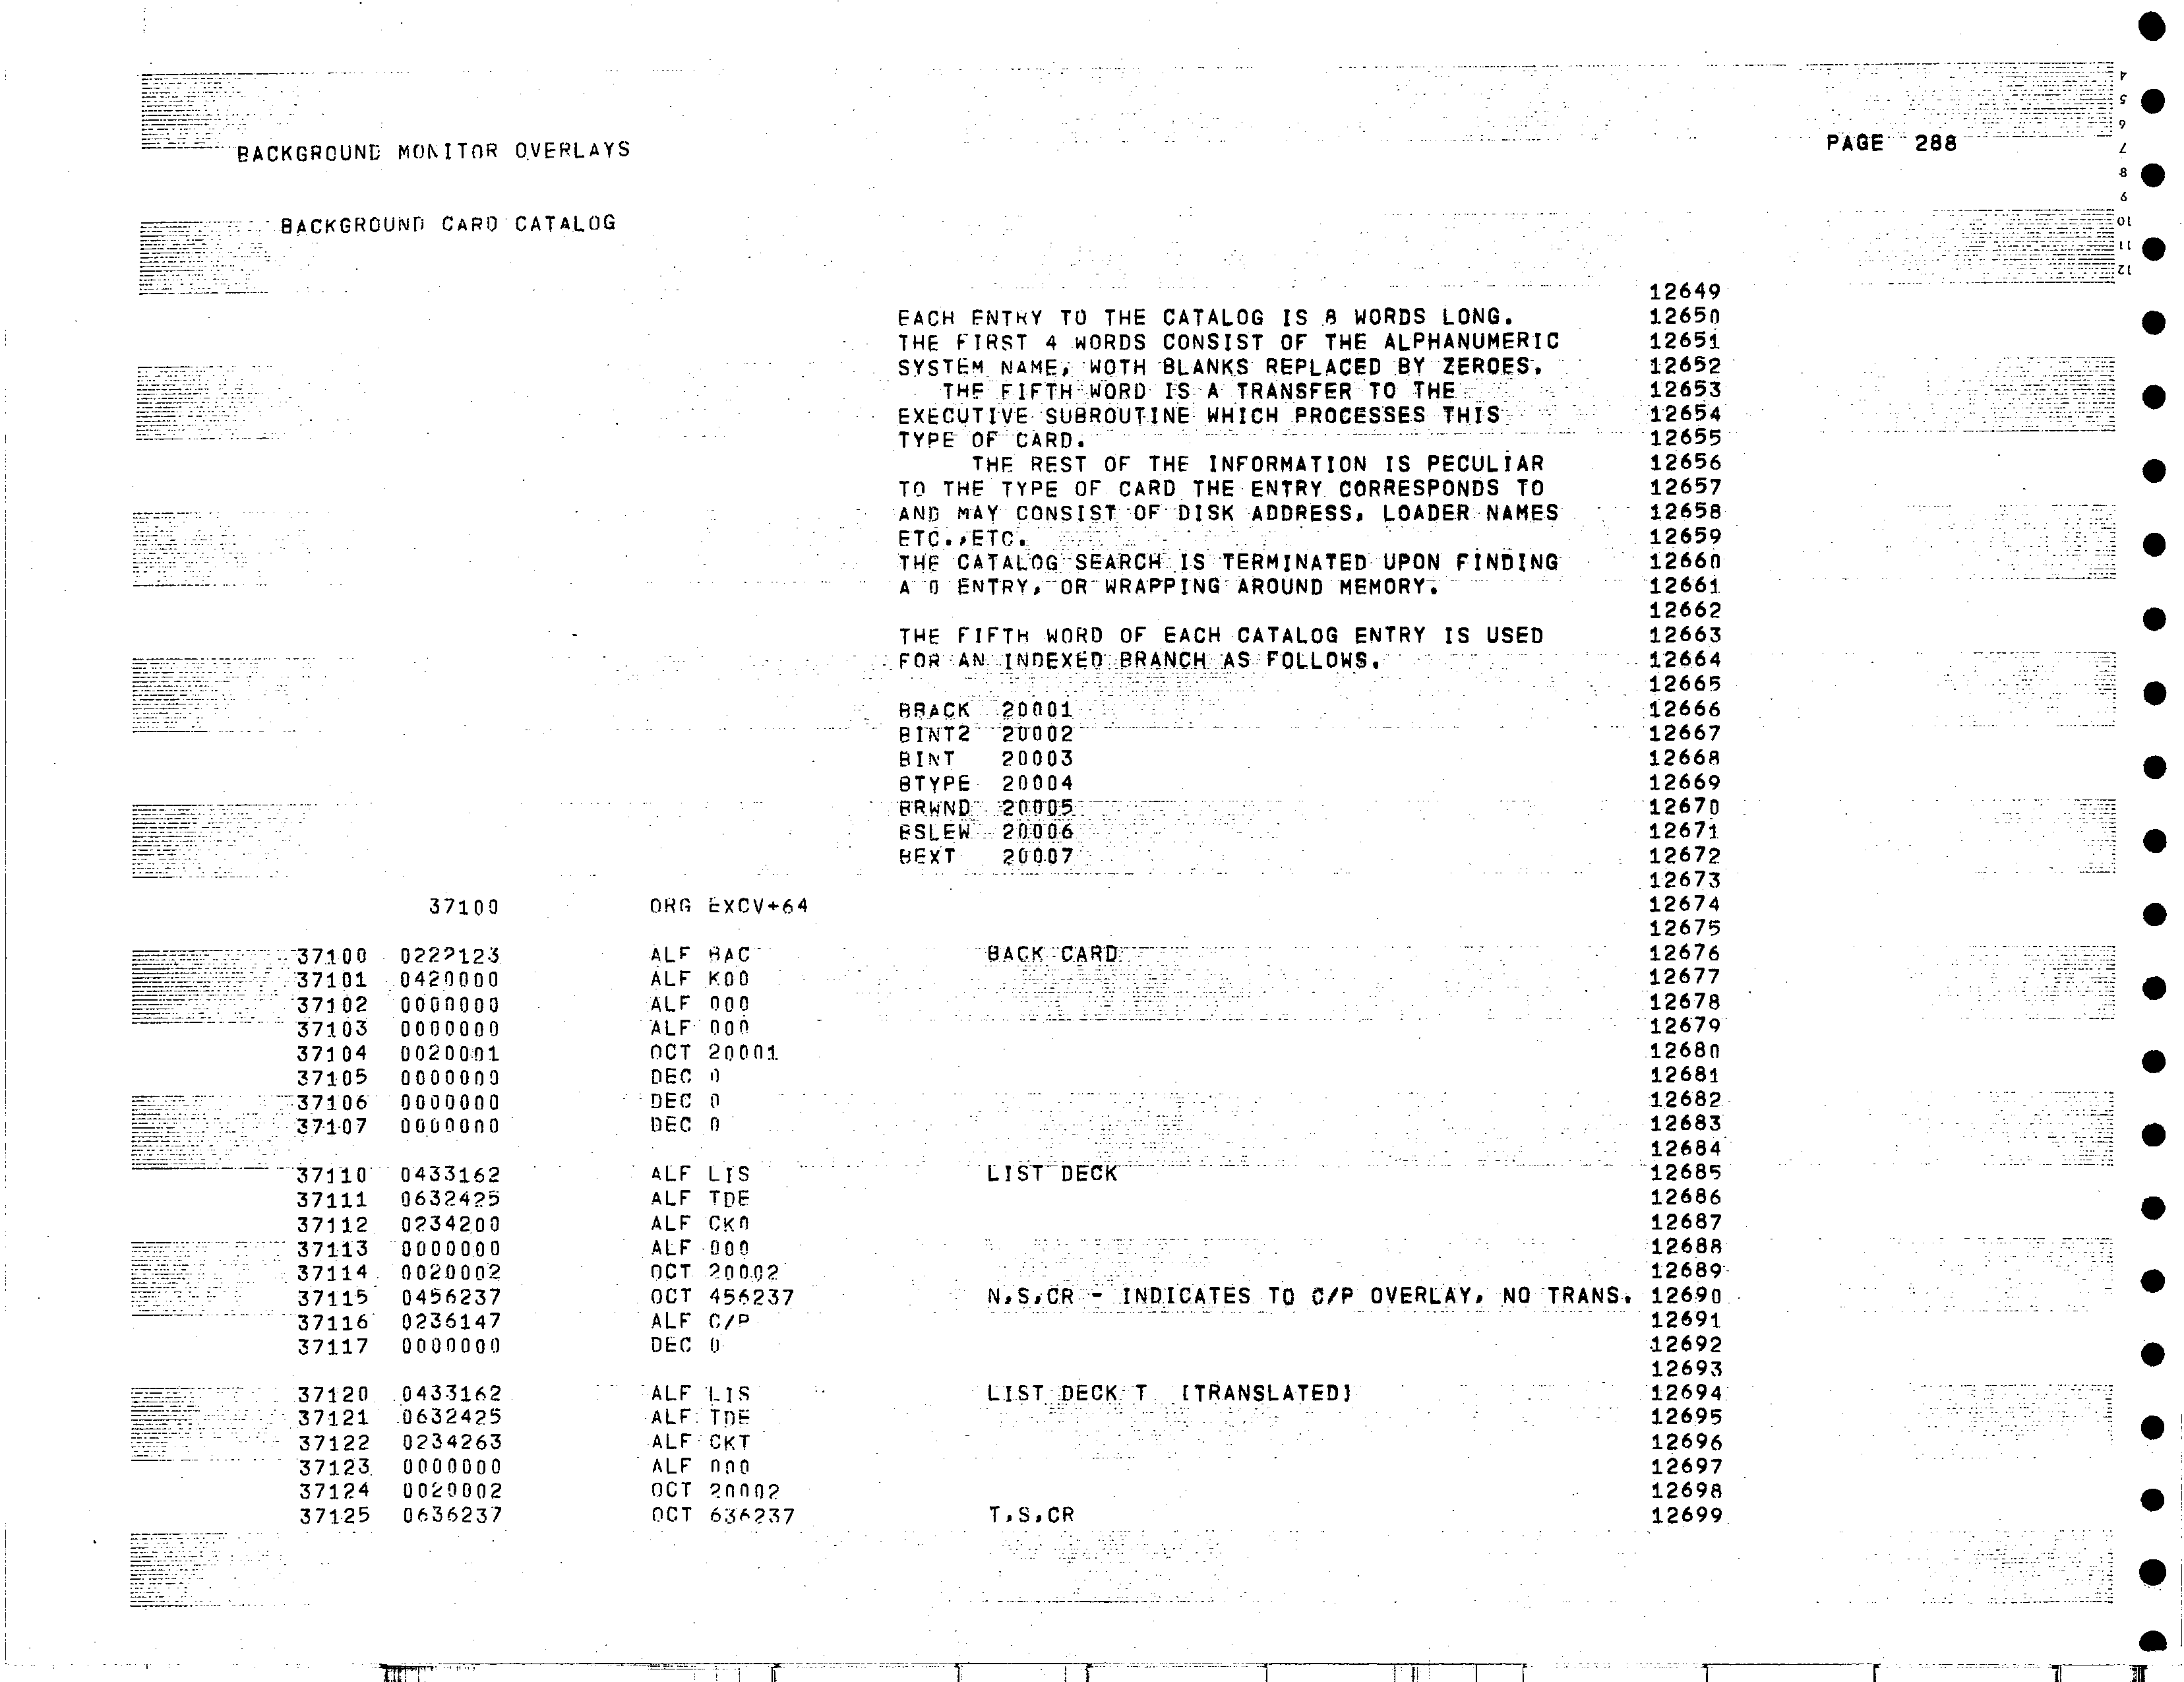 BACKGROUND MONITOR OVERLAYS PAGE 288
BACKGROUND CARD CATALOG
12649
EACH ENTRY TO THE CATALOG IS 8 WORDS LONG. 12650
THE FIRST 4 WORDS CONSIST OF THE ALPHANUMERIC 12651
SYSTEM NAME, WOTH BLANKS REPLACED BY ZEROES. 12652
THE FIFTH WORD IS A TRANSFER TO THE 12653
EXECUTIVE SUBROUTINE WHICH PROCESSES THIS 12654
TYPE OF CARD. 12655
THE REST OF THE INFORMATION IS PECULIAR 12656
TO THE TYPE OF CARD THE ENTRY CORRESPONDS TO 12657
AND MAY CONSIST OF DISK ADDRESS, LOADER NAMES 12658
ETC.,ETC. 12659
THE CATALOG SEARCH IS TERMINATED UPON FINDING 12660
A 0 ENTRY, OR WRAPPING AROUND MEMORY. 12661
12662
THE FIFTH WORD OF EACH CATALOG ENTRY IS USED 12663
FOR AN INDEXED BRANCH AS FOLLOWS. 12664
12665
BRACK 20001 12666
BINT2 20002 12667
BINT 20003 12668
BTYPE 20004 12669
BRWND 20005 12670
BSLEW 20006 12671
BEXT 20007 12672
12673
37100 ORG EXCV+64 12674
12675
37100 0222123 ALF BAC BACK CARD 12676
37101 0420000 ALF K00 12677
37102 0000000 ALF 000 12678
37103 0000000 ALF 000 12679
37104 0020001 OCT 20001 12680
37105 0000000 DEC 0 12681
37106 0000000 DEC 0 12682
37107 0000000 DEC 0 12683
12684
37110 0433162 ALF LIS LIST DECK 12685
37111 0632425 ALF TDE 12686
37112 0234200 ALF CK0 12687
37113 0000000 ALF 000 12688
37114 0020002 OCT 20002 12689
37115 0456237 OCT 456237 N,S,CR - INDICATES TO C/P OVERLAY, NO TRANS. 12690
37116 0236147 ALF C/P 12691
37117 0000000 DEC 0 12692
12693
37120 0433162 ALF LIS LIST DECK T [TRANSLATED] 12694
37121 0632425 ALF TDE 12695
37122 0234263 ALF CKT 12696
37123 0000000 ALF 000 12697
37124 0020002 OCT 20002 12698
37125 0636237 OCT 636237 T,S,CR 12699
4
5
6
7
8
9
10
11
12